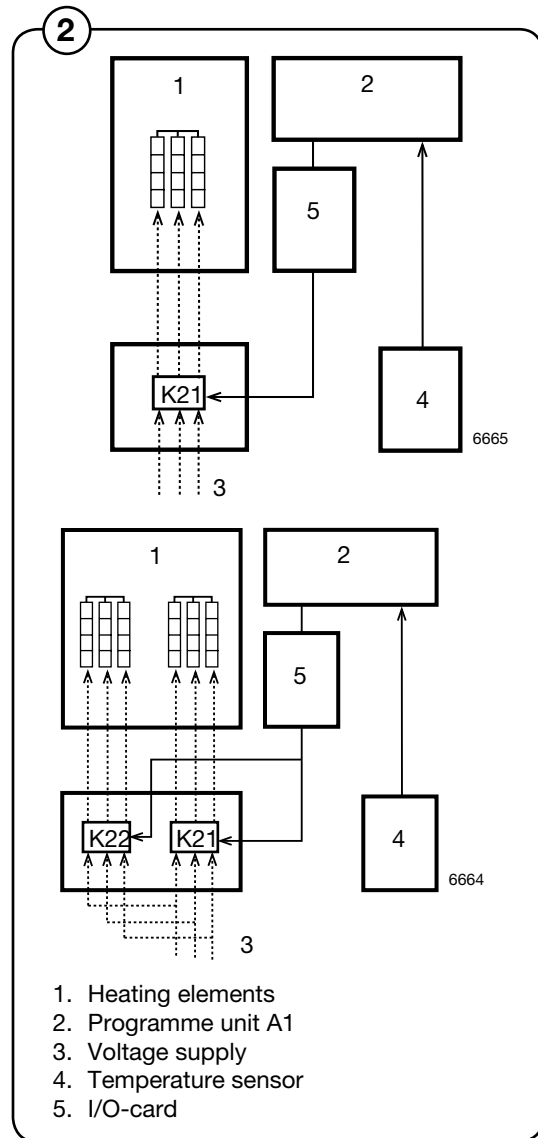 2
1
2
5
K21
4
6665
3
1
2
5
K22
K21
4
6664
3
1. Heating elements
2. Programme unit A1
3. Voltage supply
4. Temperature sensor
5. I/O-card